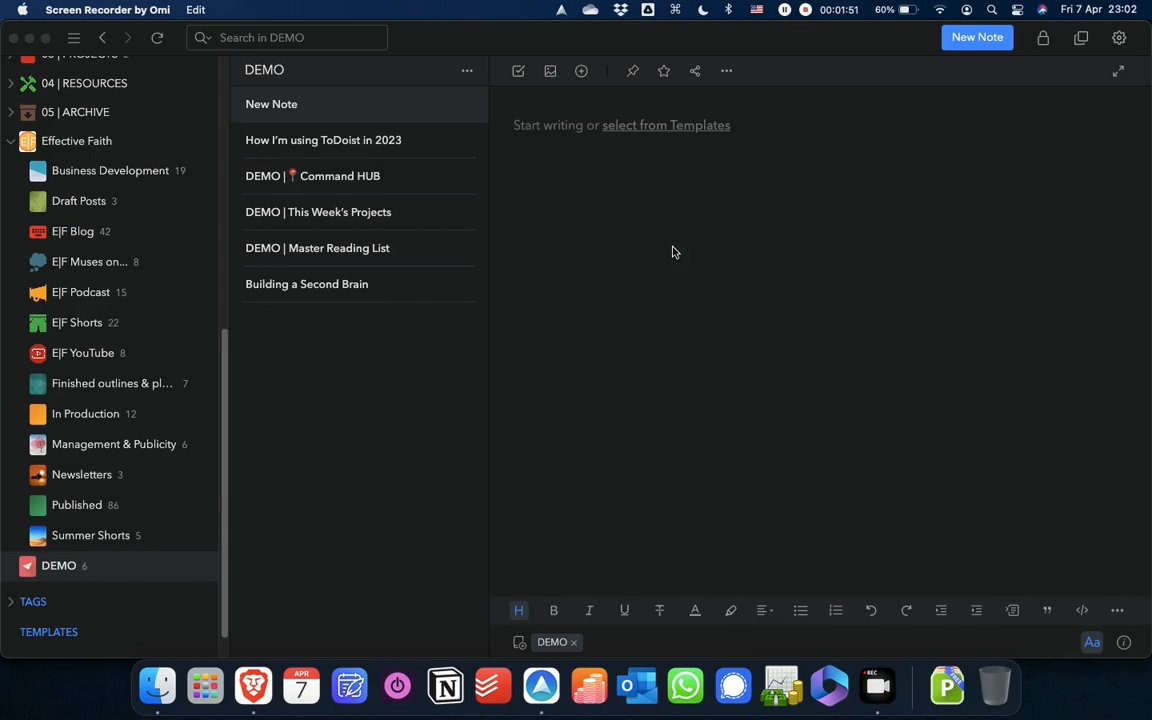 Screen Recorder by Omi Edit 00:01:51 60% Fri 7 Apr 23:02
Search in DEMO
New Note
04 | RESOURCES
05 | ARCHIVE
Effective Faith
Business Development 19
Draft Posts 3
E|F Blog 42
E|F Muses on... 8
E|F Podcast 15
E|F Shorts 22
E|F YouTube 8
Finished outlines & pl... 7
In Production 12
Management & Publicity 6
Newsletters 3
Published 86
Summer Shorts 5
DEMO 6
TAGS
TEMPLATES
DEMO
New Note
How I'm using ToDoist in 2023
DEMO | Command HUB
DEMO | This Week's Projects
DEMO | Master Reading List
Building a Second Brain
Start writing or select from Templates
H B I U T A
DEMO ×
Aa
APR
7
REC